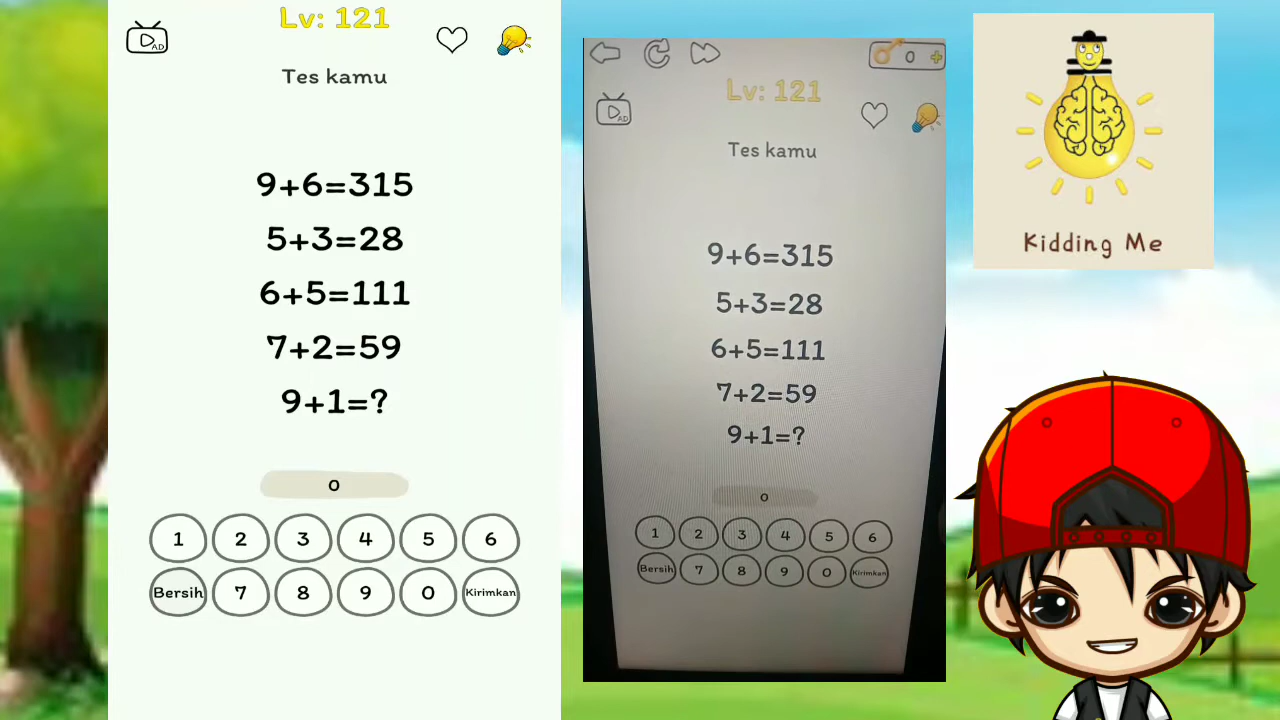 Lv: 121
AD
Tes kamu
9+6=315
5+3=28
6+5=111
7+2=59
9+1=?
0
1 2 3 4 5 6
Bersih 7 8 9 0 Kirimkan
0 +
Lv: 121
AD
Tes kamu
9+6=315
5+3=28
6+5=111
7+2=59
9+1=?
0
1 2 3 4 5 6
Bersih 7 8 9 0 Kirimkan
Kidding Me